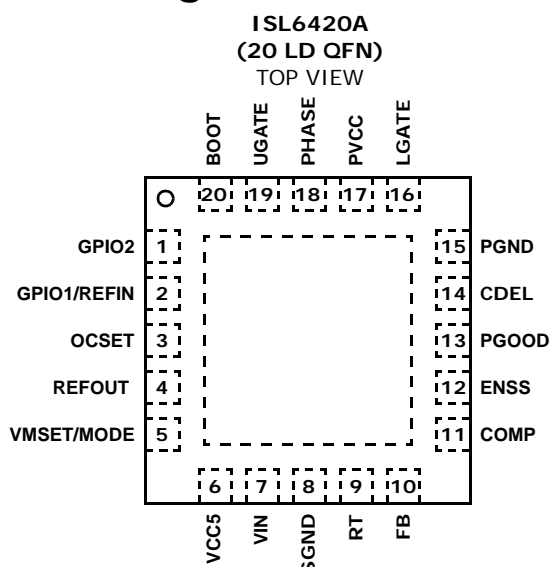 ISL6420A
(20 LD QFN)
TOP VIEW
BOOT
UGATE
PHASE
PVCC
LGATE
20
19
18
17
16
GPIO2 1
15 PGND
GPIO1/REFIN 2
14 CDEL
OCSET 3
13 PGOOD
REFOUT 4
12 ENSS
VMSET/MODE 5
11 COMP
6
7
8
9
10
VCC5
VIN
SGND
RT
FB